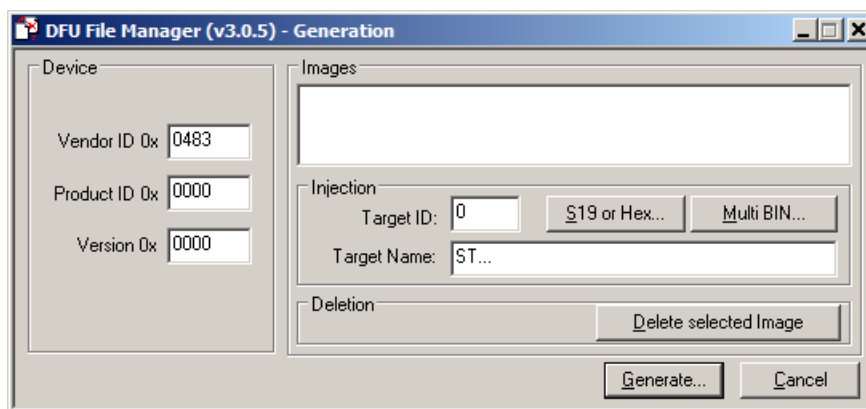 DFU File Manager (v3.0.5) - Generation
Device
Vendor ID 0x 0483
Product ID 0x 0000
Version 0x 0000
Images
Injection
Target ID: 0 S19 or Hex... Multi BIN...
Target Name: ST...
Deletion
Delete selected Image
Generate... Cancel